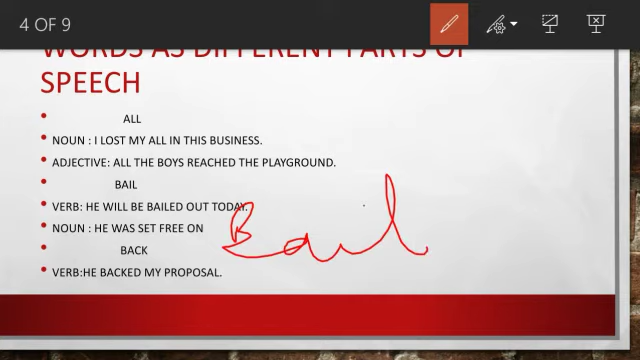 4 OF 9
WORDS AS DIFFERENT PARTS OF
SPEECH
• ALL
• NOUN : I LOST MY ALL IN THIS BUSINESS.
• ADJECTIVE: ALL THE BOYS REACHED THE PLAYGROUND.
• BAIL
• VERB: HE WILL BE BAILED OUT TODAY.
• NOUN : HE WAS SET FREE ON Bail
• BACK
• VERB:HE BACKED MY PROPOSAL.